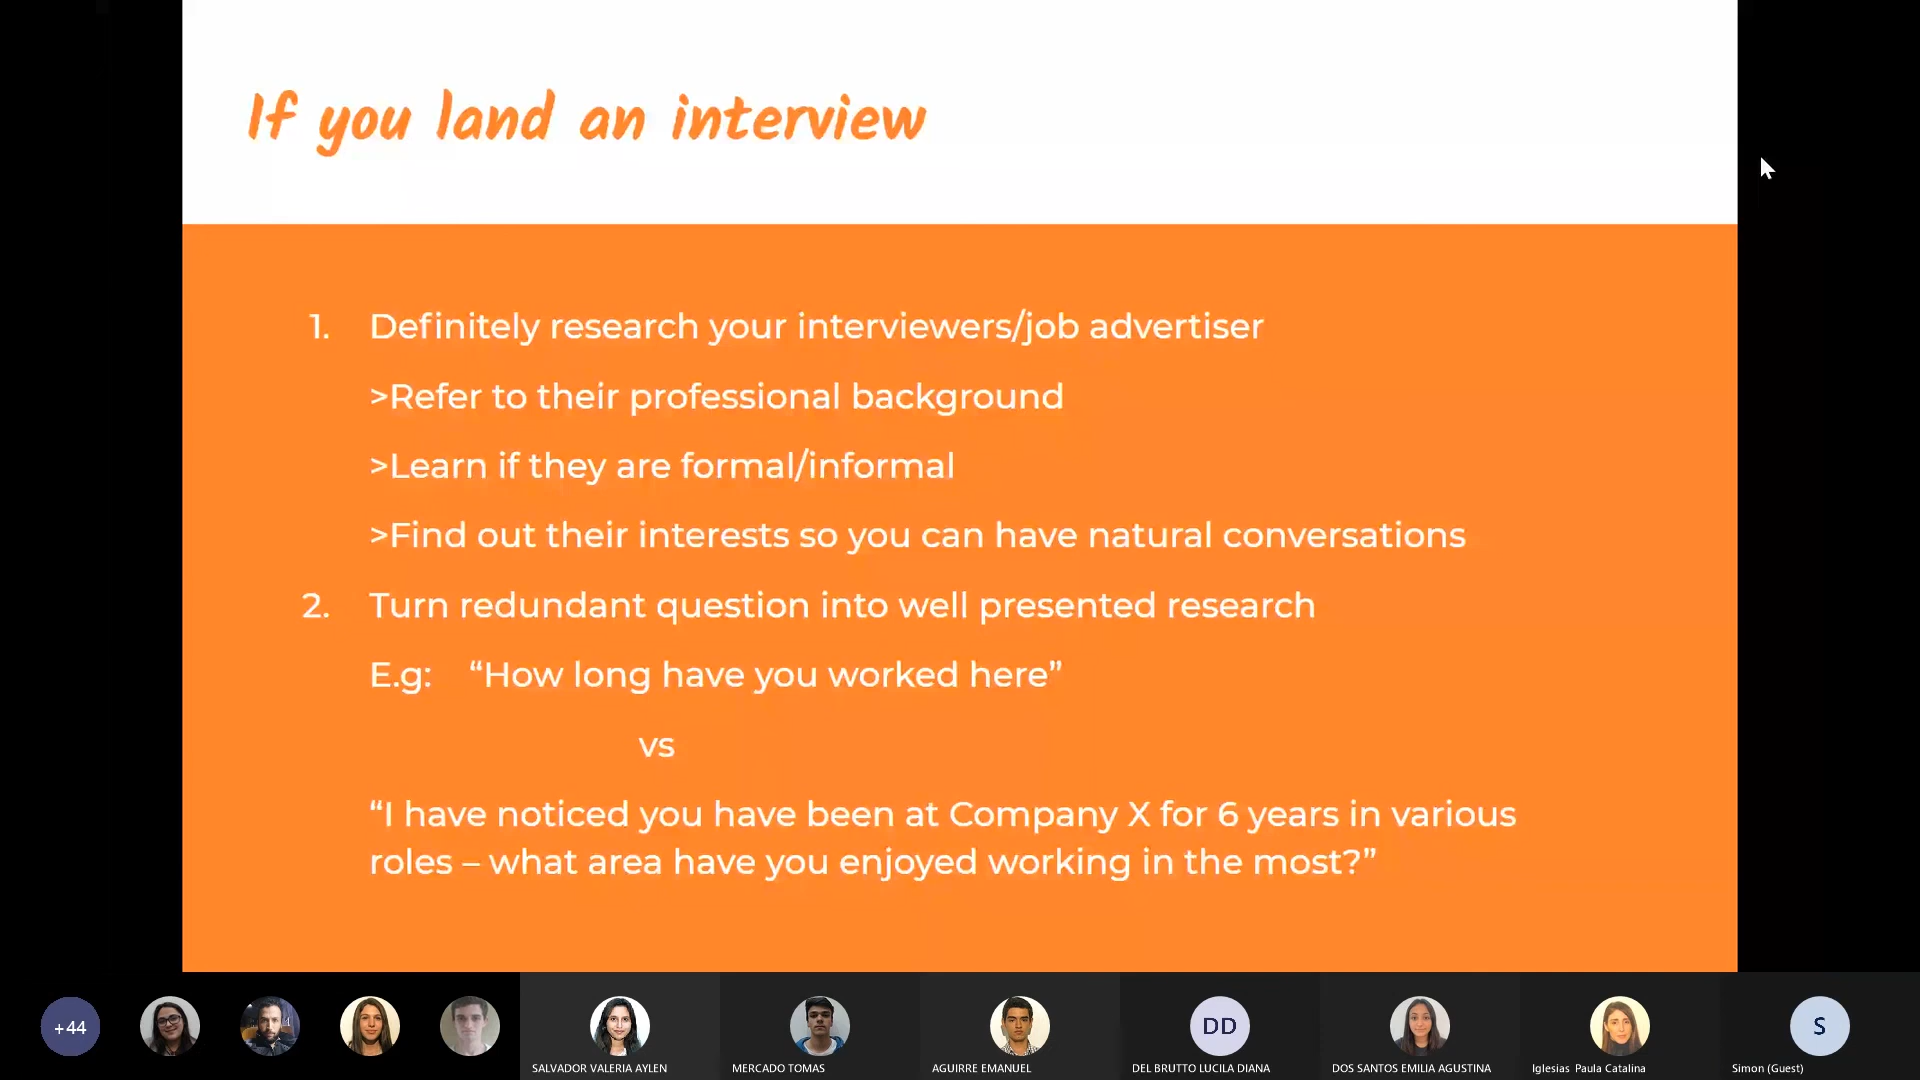 If you land an interview
1. Definitely research your interviewers/job advertiser
>Refer to their professional background
>Learn if they are formal/informal
>Find out their interests so you can have natural conversations
2. Turn redundant question into well presented research
E.g: “How long have you worked here”
vs
“I have noticed you have been at Company X for 6 years in various
roles – what area have you enjoyed working in the most?”
+44
DD
S
SALVADOR VALERIA AYLEN
MERCADO TOMAS
AGUIRRE EMANUEL
DEL BRUTTO LUCILA DIANA
DOS SANTOS EMILIA AGUSTINA
Iglesias Paula Catalina
Simon (Guest)